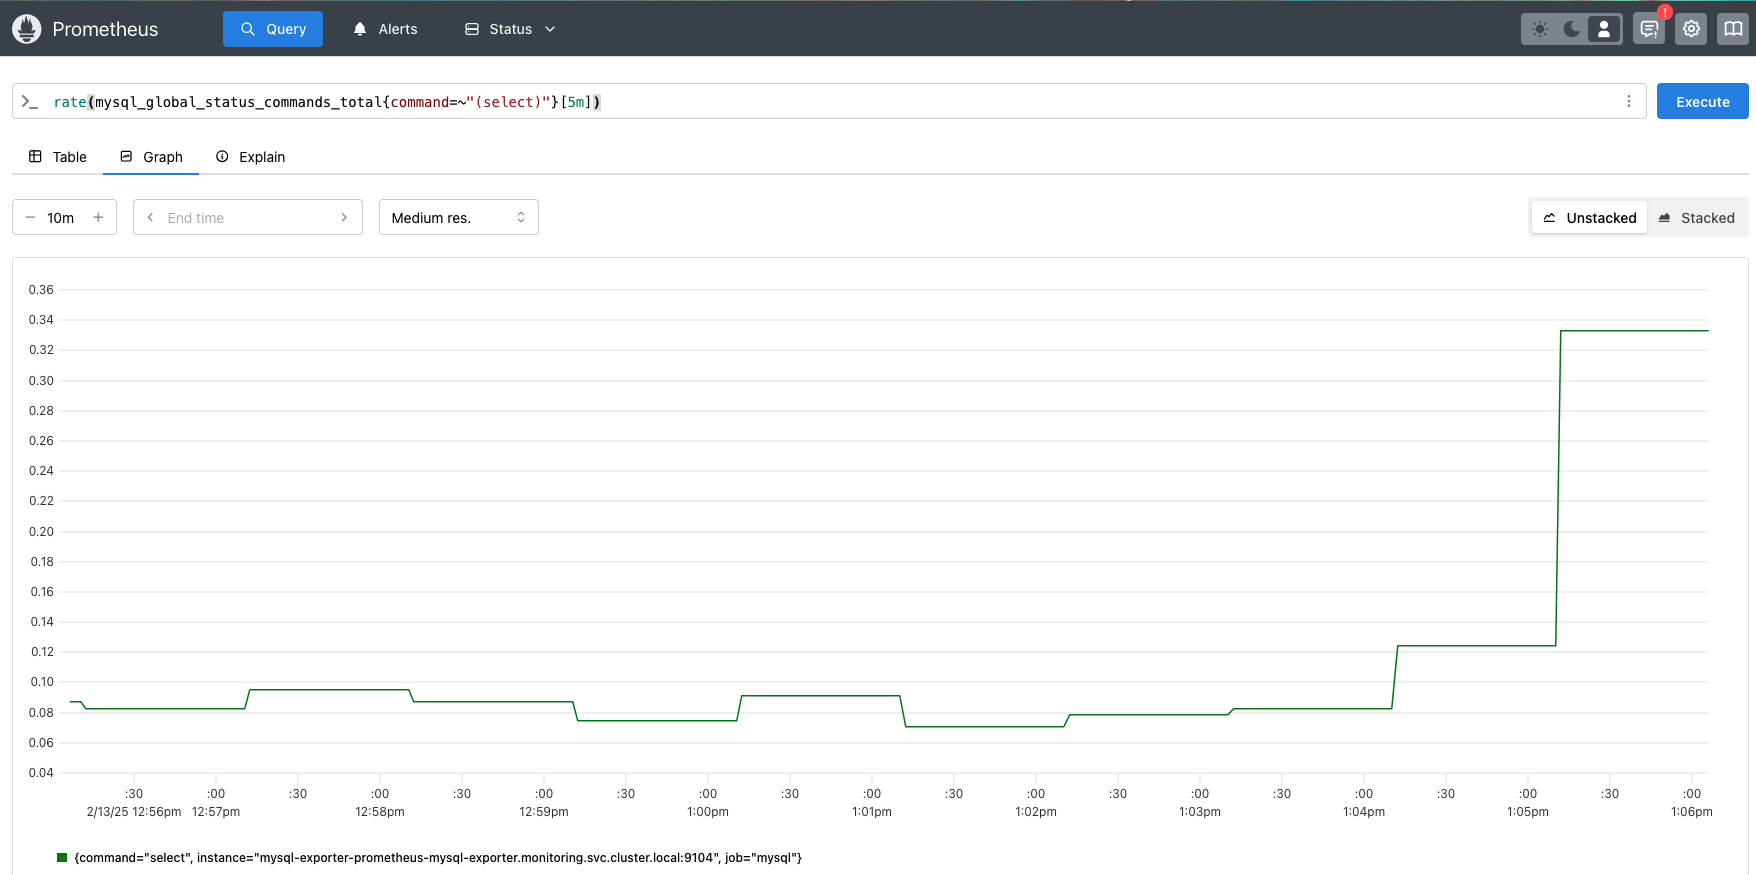 Prometheus Query Alerts Status !
>_ rate(mysql_global_status_commands_total{command=~"(select)"}[5m]) Execute
Table Graph Explain
− 10m + End time Medium res. Unstacked Stacked
0.36
0.34
0.32
0.30
0.28
0.26
0.24
0.22
0.20
0.18
0.16
0.14
0.12
0.10
0.08
0.06
0.04
:30 :00 :30 :00 :30 :00 :30 :00 :30 :00 :30 :00 :30 :00 :30 :00 :30 :00 :30 :00
2/13/25 12:56pm 12:57pm 12:58pm 12:59pm 1:00pm 1:01pm 1:02pm 1:03pm 1:04pm 1:05pm 1:06pm
{command="select", instance="mysql-exporter-prometheus-mysql-exporter.monitoring.svc.cluster.local:9104", job="mysql"}